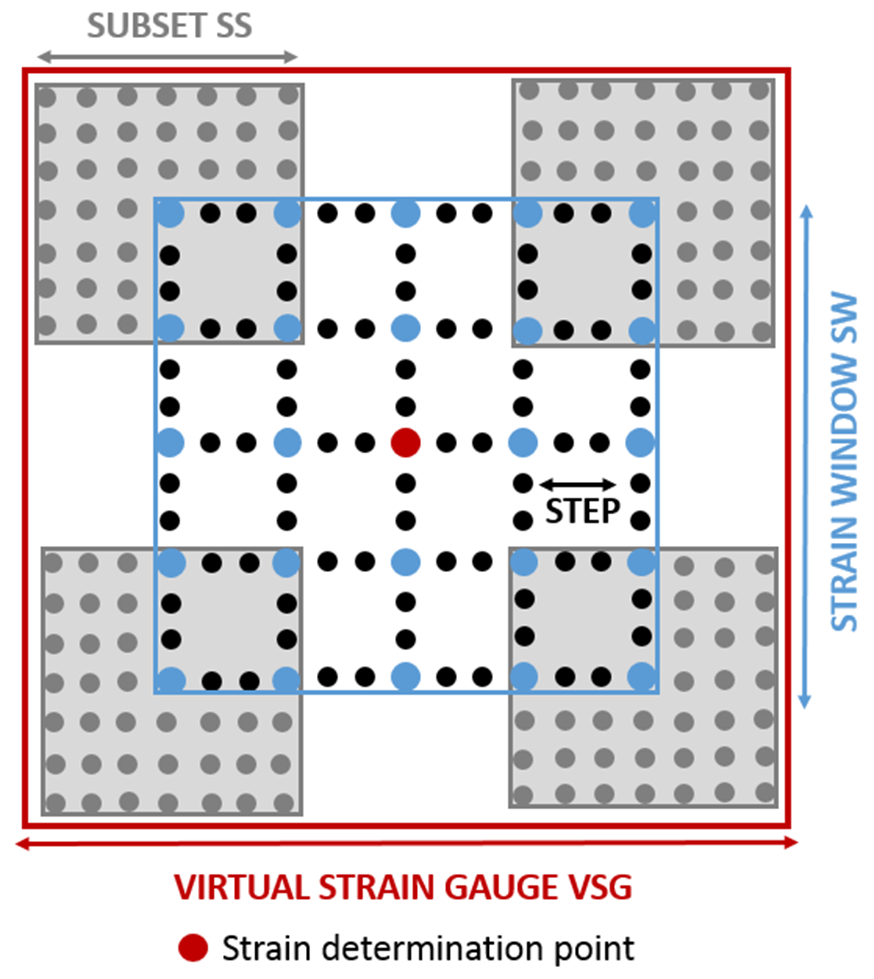 SUBSET SS
STRAIN WINDOW SW
STEP
VIRTUAL STRAIN GAUGE VSG
Strain determination point